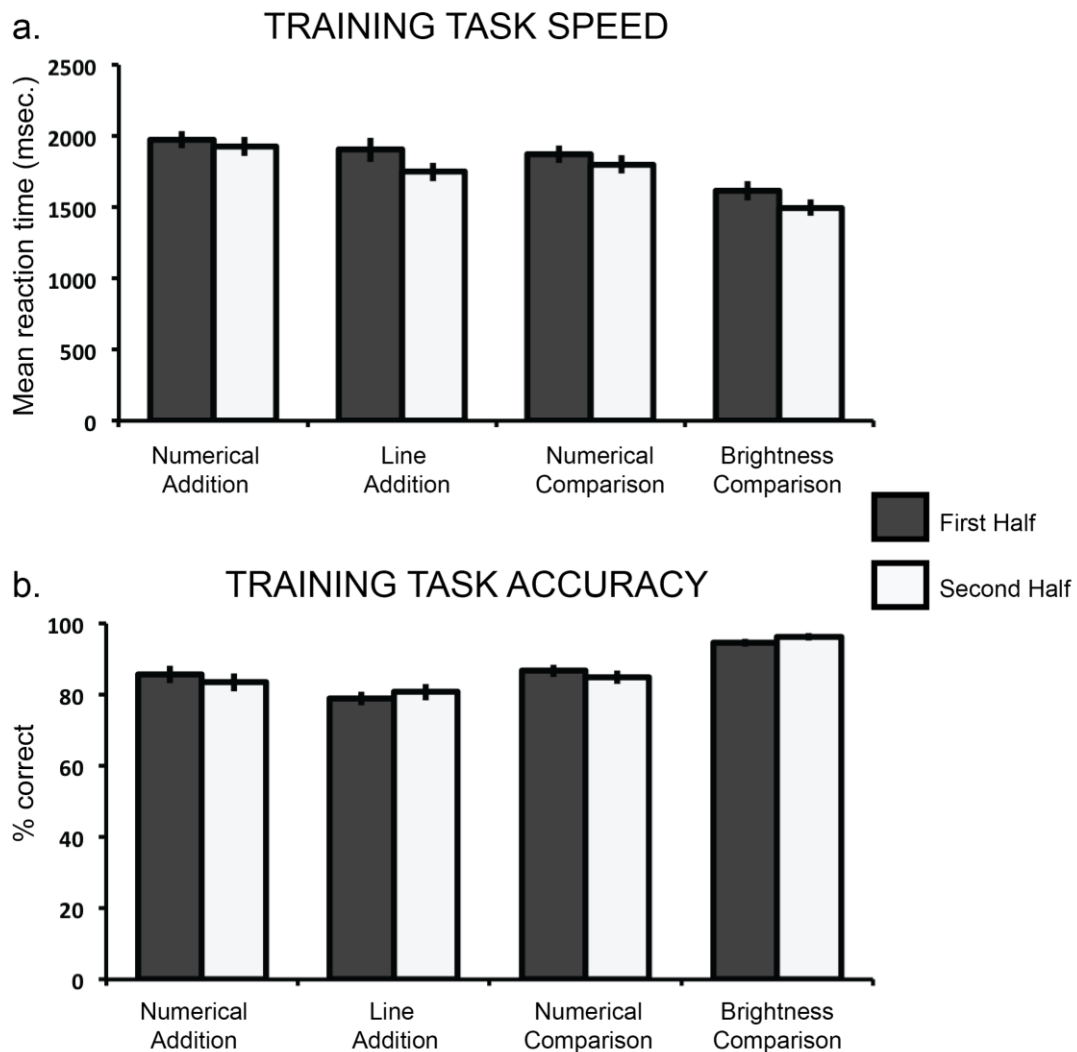 a.
TRAINING TASK SPEED
Mean reaction time (msec.)
2500
2000
1500
1000
500
0
Numerical Addition
Line Addition
Numerical Comparison
Brightness Comparison
First Half
Second Half
b.
TRAINING TASK ACCURACY
% correct
100
80
60
40
20
0
Numerical Addition
Line Addition
Numerical Comparison
Brightness Comparison